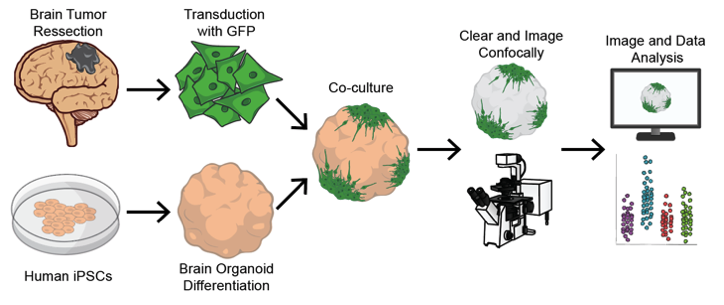 Brain Tumor
Ressection
Transduction
with GFP
Co-culture
Clear and Image
Confocally
Image and Data
Analysis
Human iPSCs
Brain Organoid
Differentiation